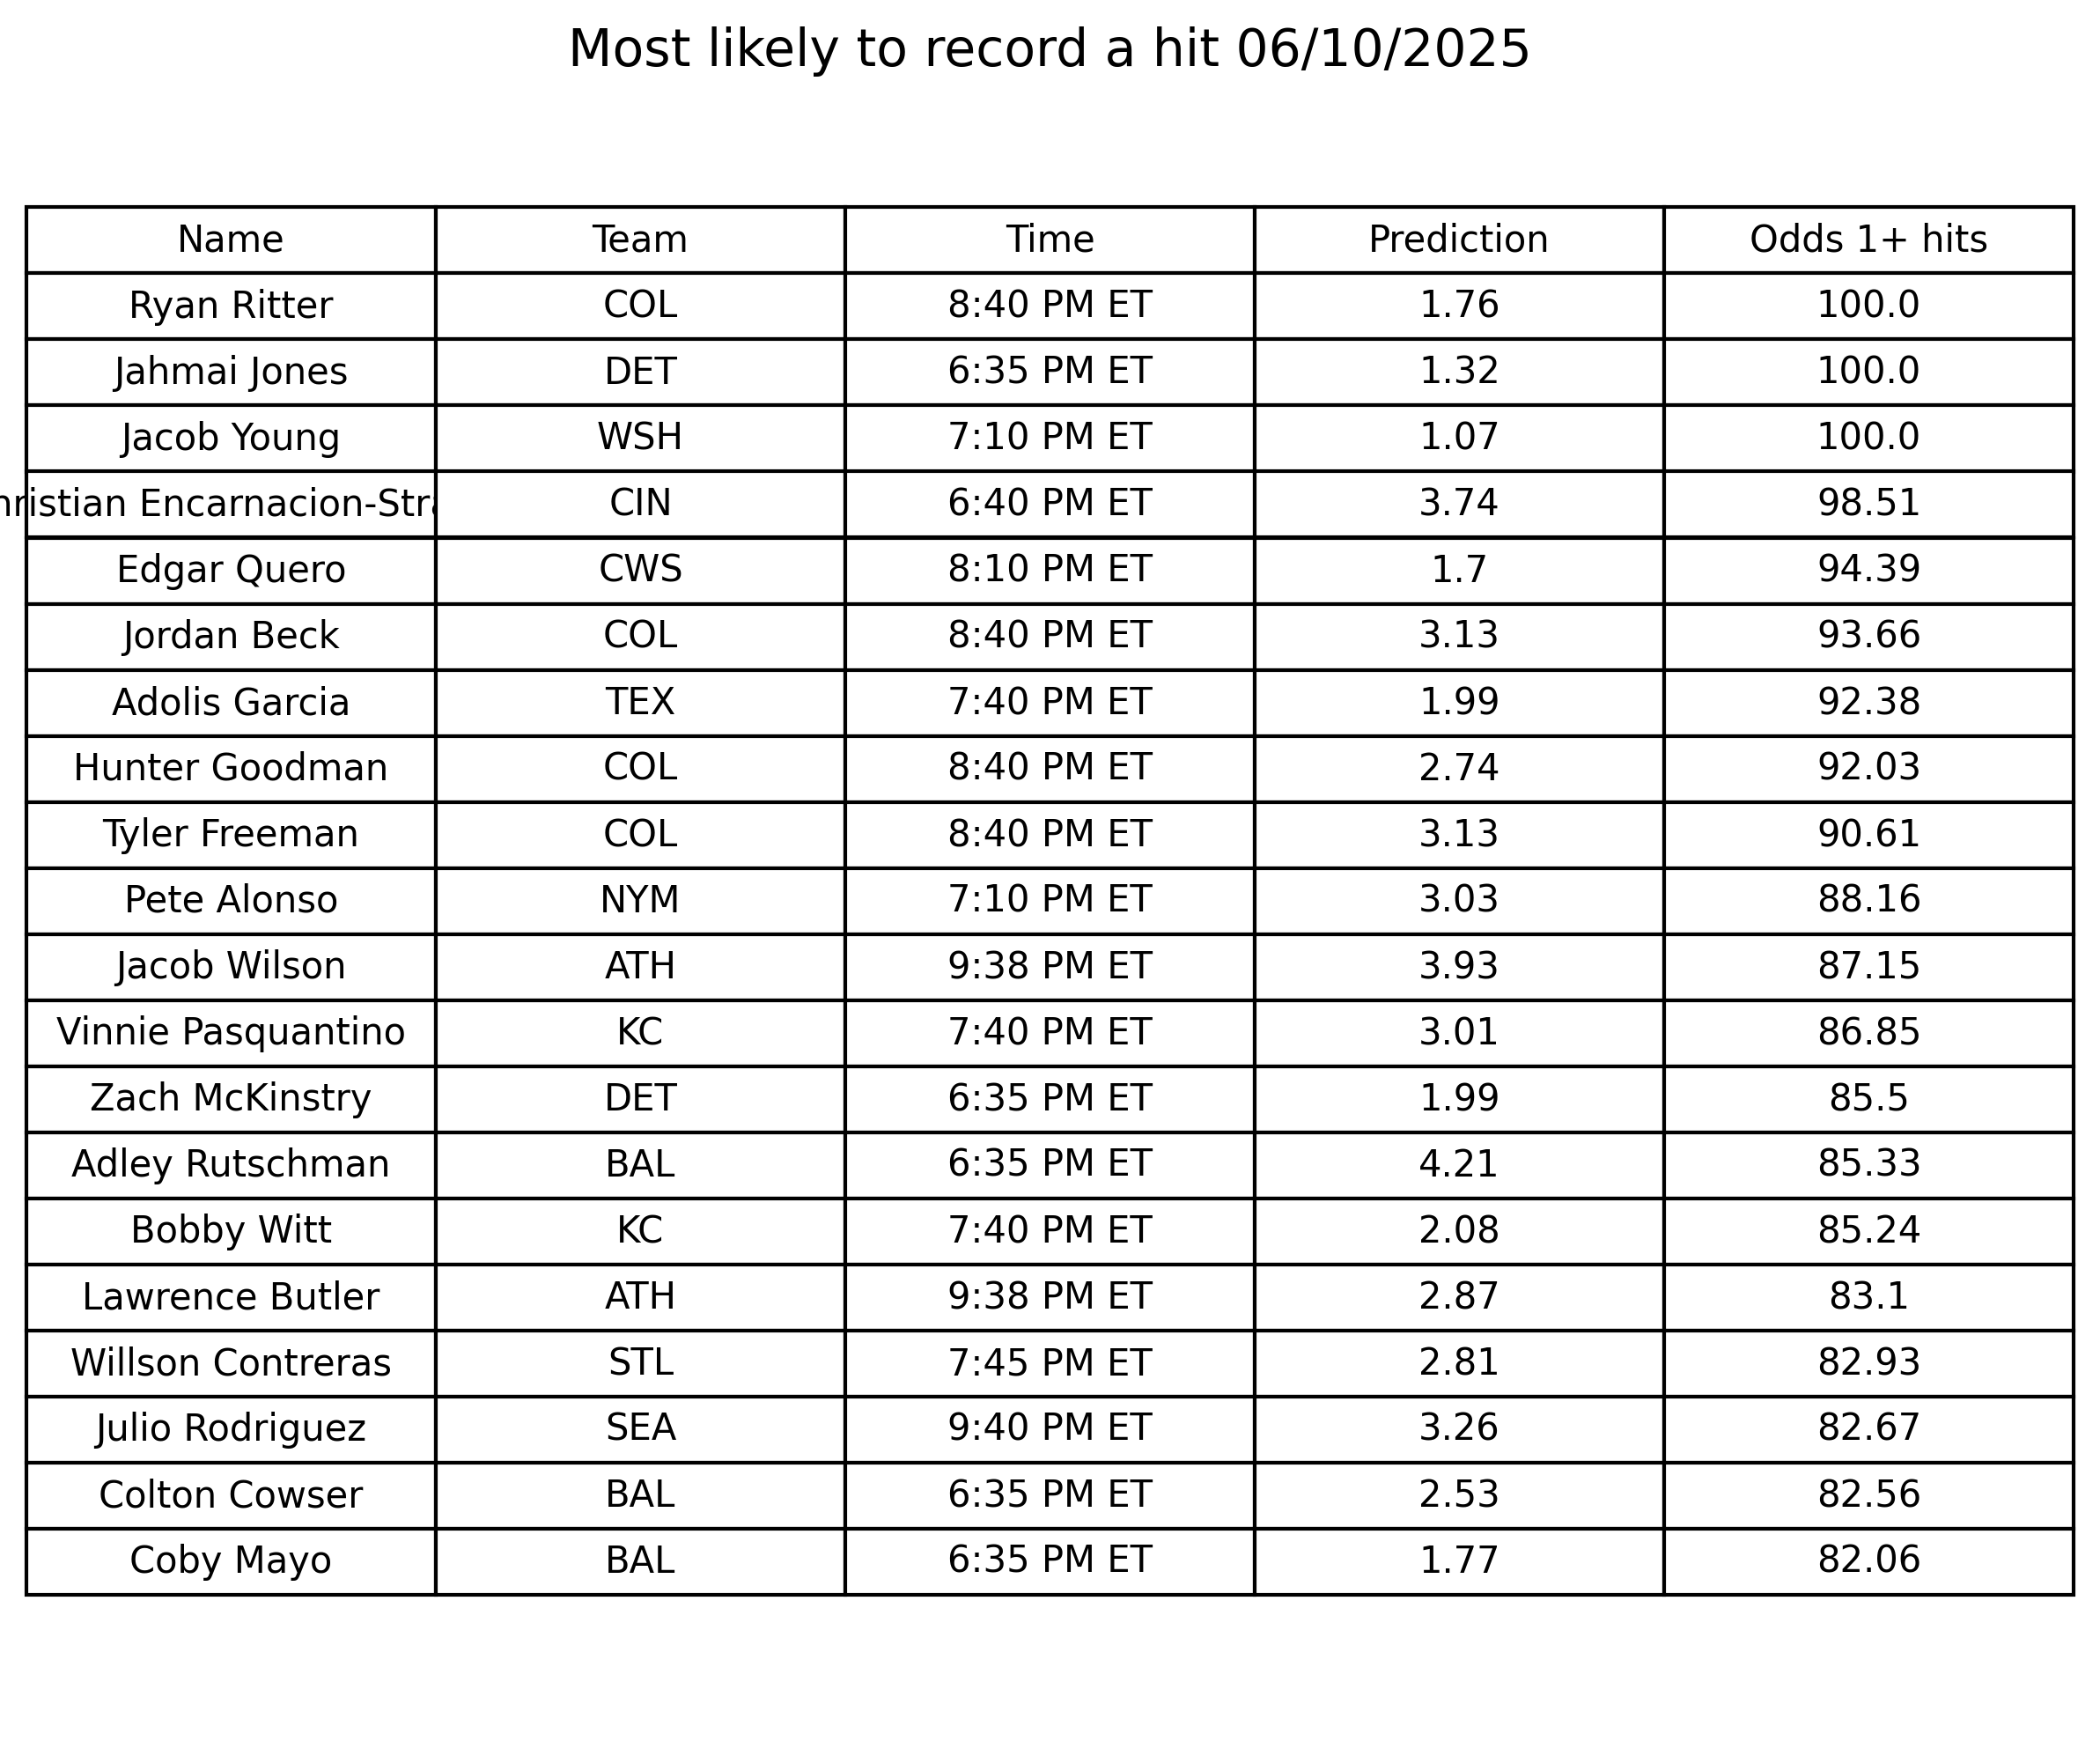 Most likely to record a hit 06/10/2025
Name Team Time Prediction Odds 1+ hits
Ryan Ritter COL 8:40 PM ET 1.76 100.0
Jahmai Jones DET 6:35 PM ET 1.32 100.0
Jacob Young WSH 7:10 PM ET 1.07 100.0
hristian Encarnacion-Stra CIN 6:40 PM ET 3.74 98.51
Edgar Quero CWS 8:10 PM ET 1.7 94.39
Jordan Beck COL 8:40 PM ET 3.13 93.66
Adolis Garcia TEX 7:40 PM ET 1.99 92.38
Hunter Goodman COL 8:40 PM ET 2.74 92.03
Tyler Freeman COL 8:40 PM ET 3.13 90.61
Pete Alonso NYM 7:10 PM ET 3.03 88.16
Jacob Wilson ATH 9:38 PM ET 3.93 87.15
Vinnie Pasquantino KC 7:40 PM ET 3.01 86.85
Zach McKinstry DET 6:35 PM ET 1.99 85.5
Adley Rutschman BAL 6:35 PM ET 4.21 85.33
Bobby Witt KC 7:40 PM ET 2.08 85.24
Lawrence Butler ATH 9:38 PM ET 2.87 83.1
Willson Contreras STL 7:45 PM ET 2.81 82.93
Julio Rodriguez SEA 9:40 PM ET 3.26 82.67
Colton Cowser BAL 6:35 PM ET 2.53 82.56
Coby Mayo BAL 6:35 PM ET 1.77 82.06